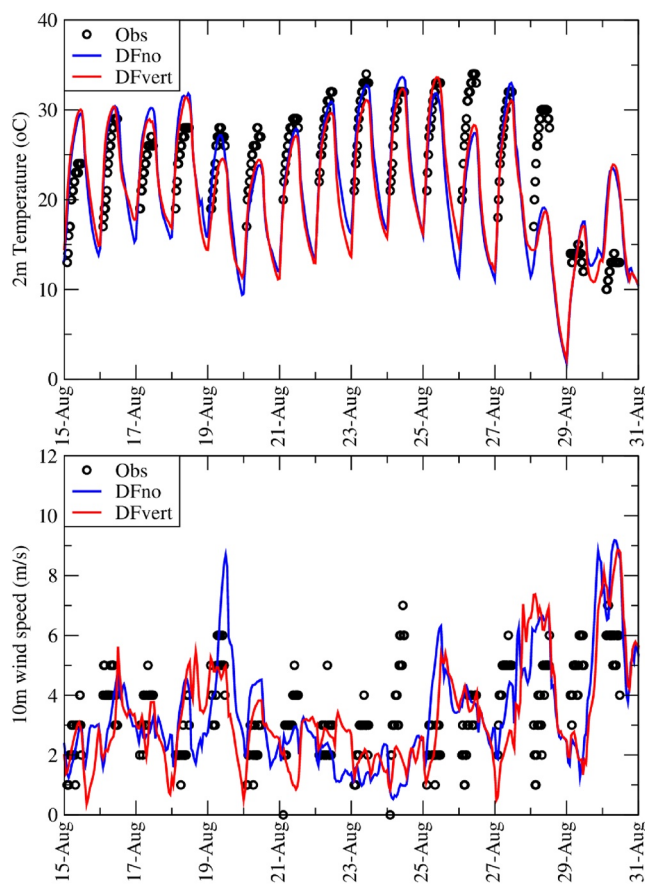 40
30
20
10
0
2m Temperature (oC)
Obs
DFno
DFvert
15-Aug
17-Aug
19-Aug
21-Aug
23-Aug
25-Aug
27-Aug
29-Aug
31-Aug
12
10
8
6
4
2
0
10m wind speed (m/s)
Obs
DFno
DFvert
15-Aug
17-Aug
19-Aug
21-Aug
23-Aug
25-Aug
27-Aug
29-Aug
31-Aug